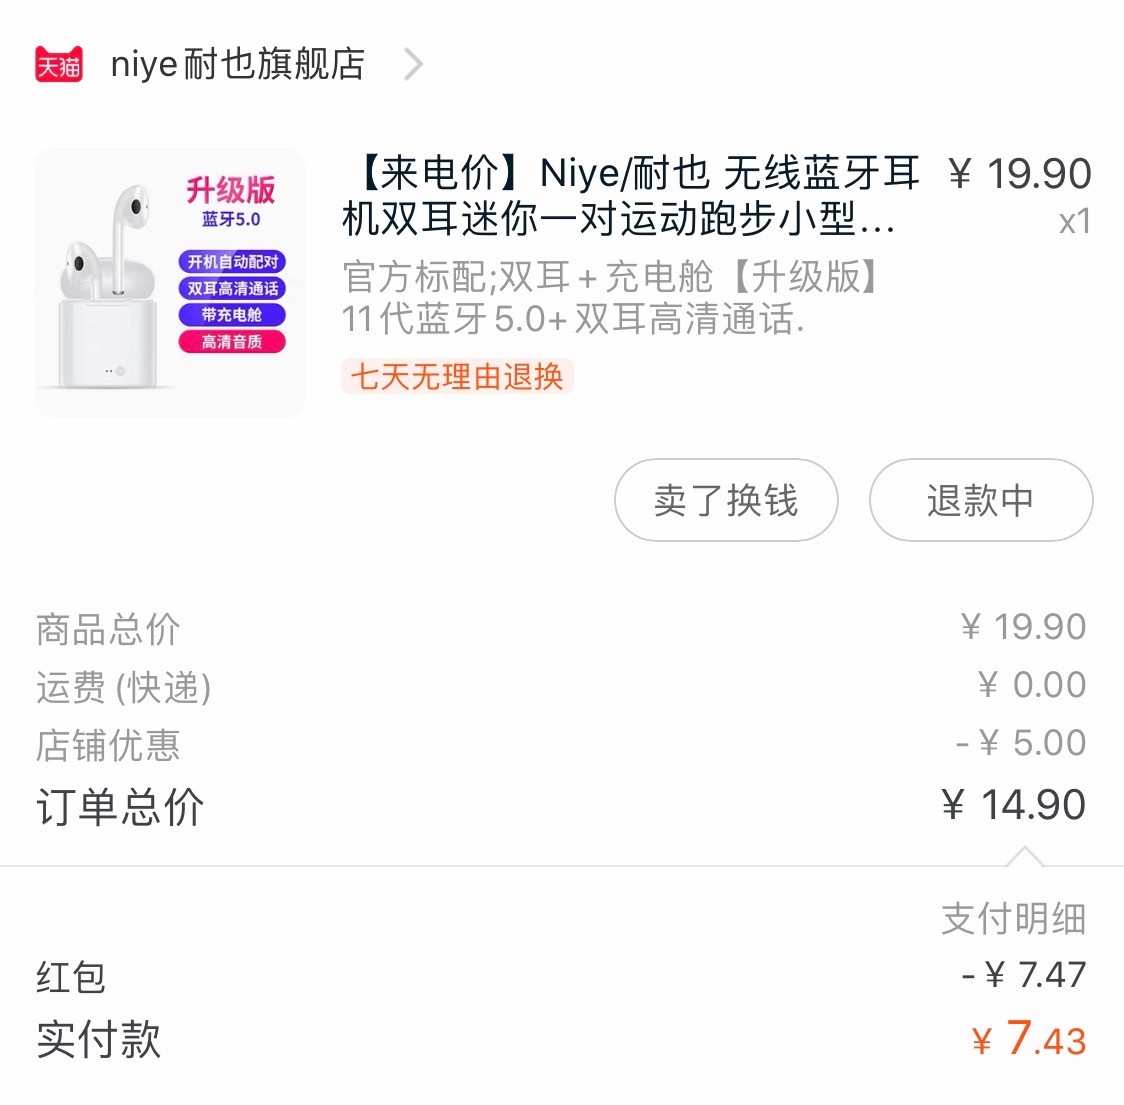 天猫 niye耐也旗舰店
升级版
蓝牙5.0
开机自动配对
双耳高清通话
带充电舱
高清音质
【来电价】Niye/耐也 无线蓝牙耳 ¥ 19.90
机双耳迷你一对运动跑步小型... x1
官方标配;双耳+充电舱【升级版】
11代蓝牙5.0+双耳高清通话.
七天无理由退换
卖了换钱 退款中
商品总价 ¥ 19.90
运费(快递) ¥ 0.00
店铺优惠 -¥ 5.00
订单总价 ¥ 14.90
支付明细
红包 -¥ 7.47
实付款 ¥ 7.43